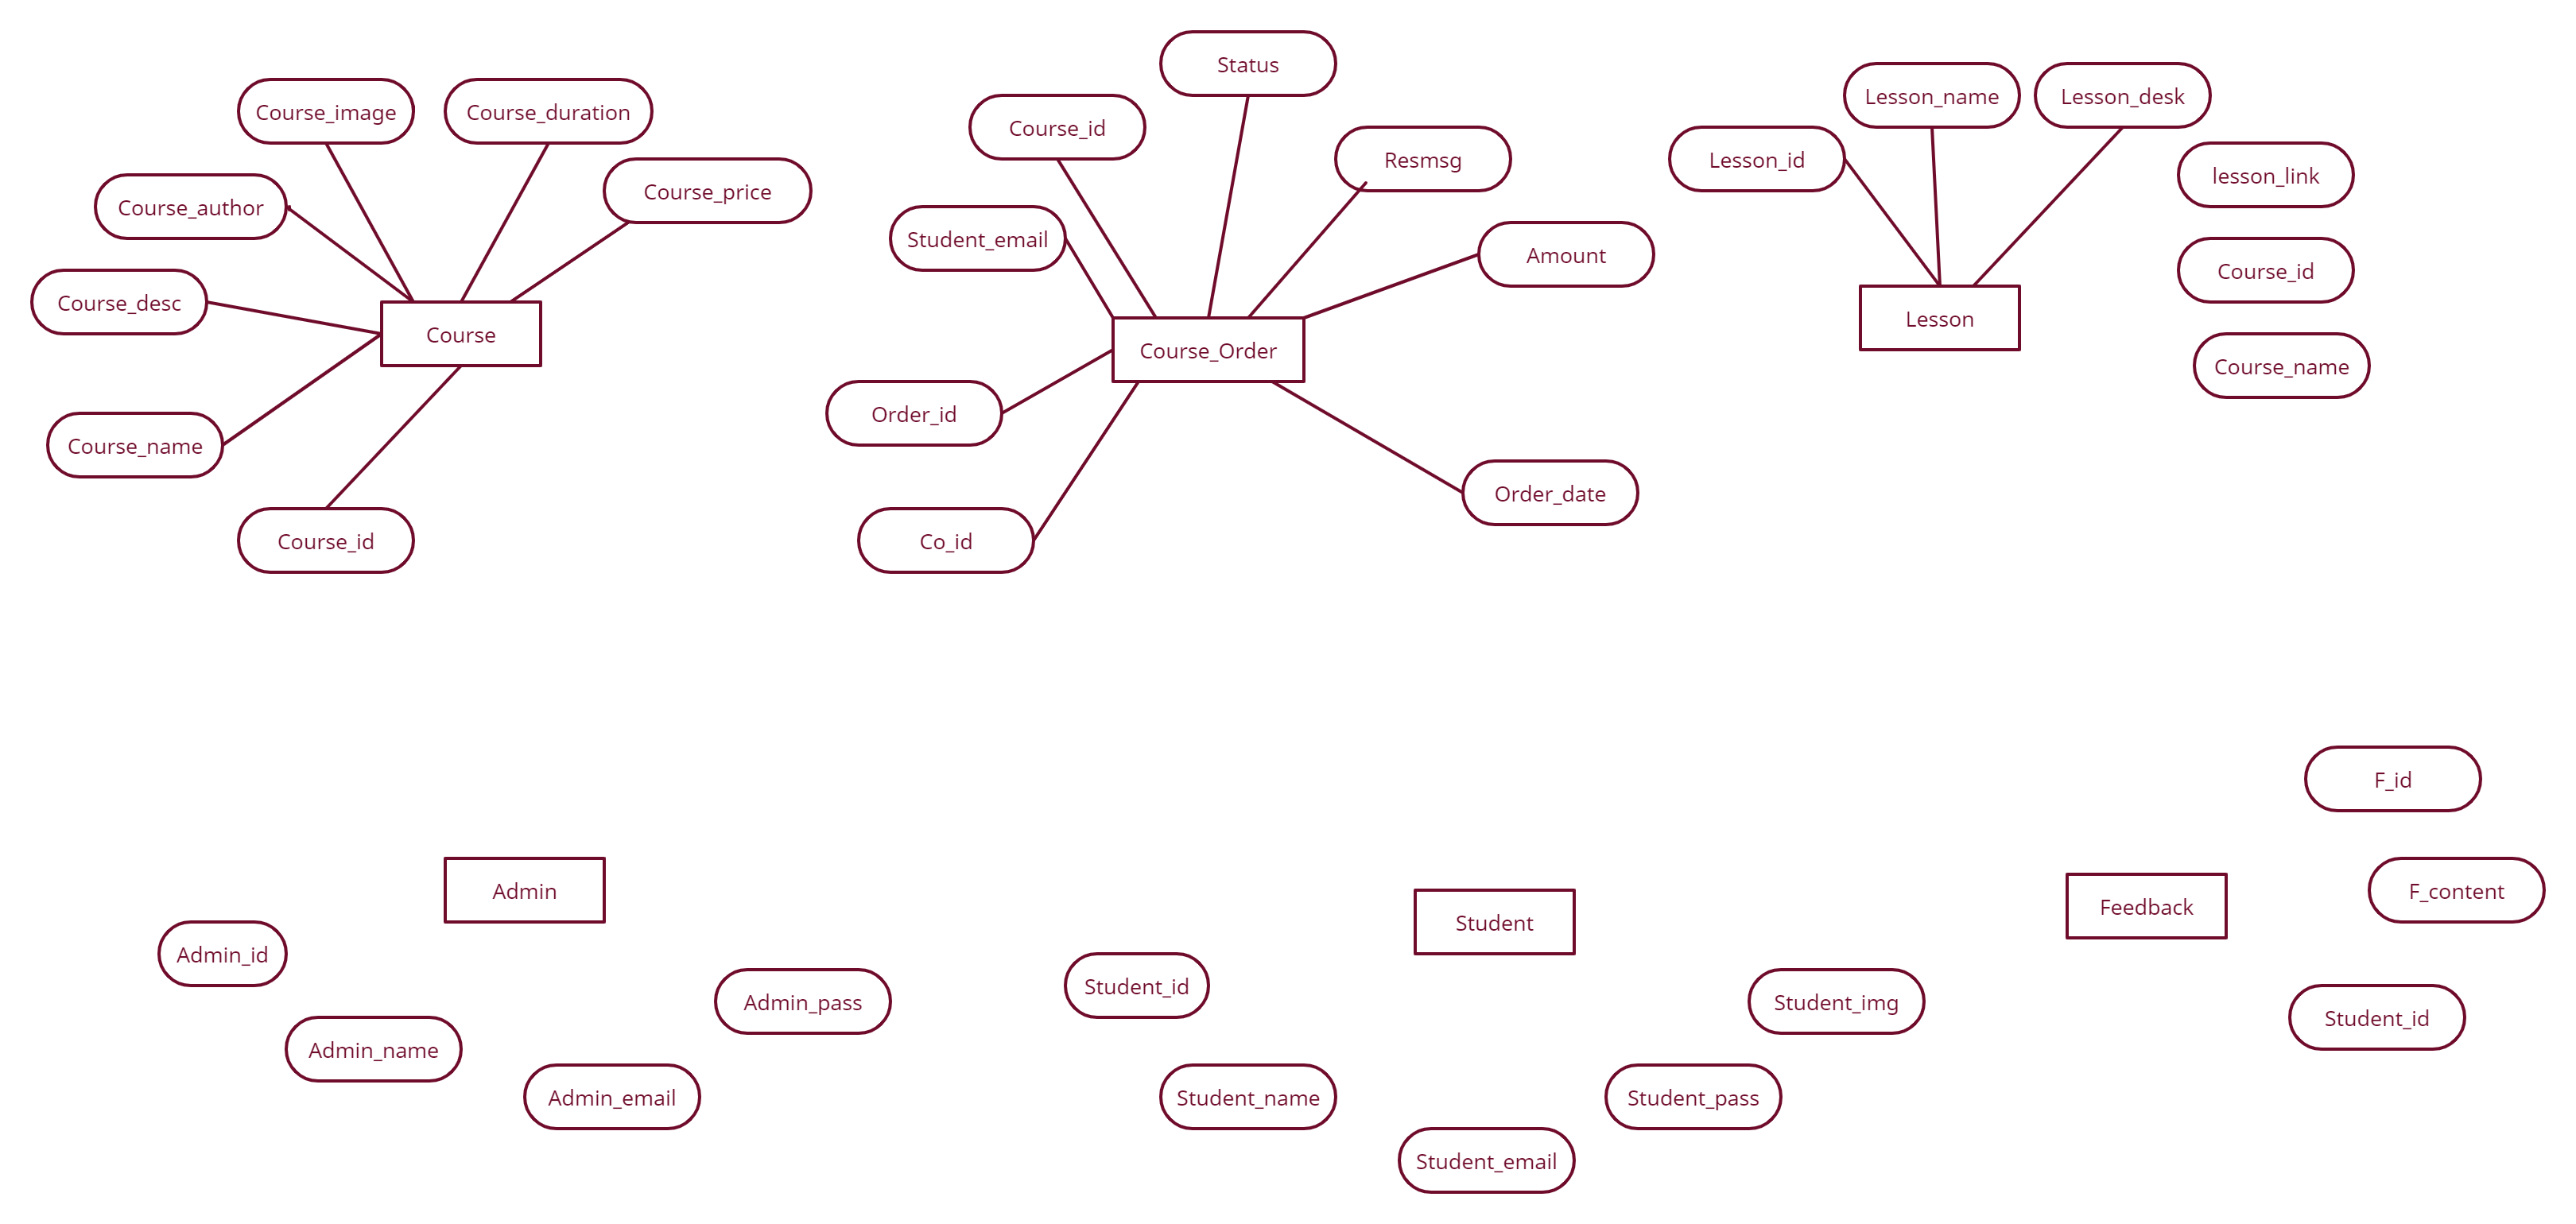 Status
Course_image
Course_duration
Course_id
Lesson_name
Lesson_desk
Resmsg
Lesson_id
lesson_link
Course_author
Course_price
Student_email
Amount
Course_id
Course_desc
Course
Course_Order
Lesson
Course_name
Order_id
Course_name
Order_date
Course_id
Co_id
F_id
Admin
Student
Feedback
F_content
Admin_id
Student_id
Admin_pass
Student_img
Student_id
Admin_name
Admin_email
Student_name
Student_pass
Student_email